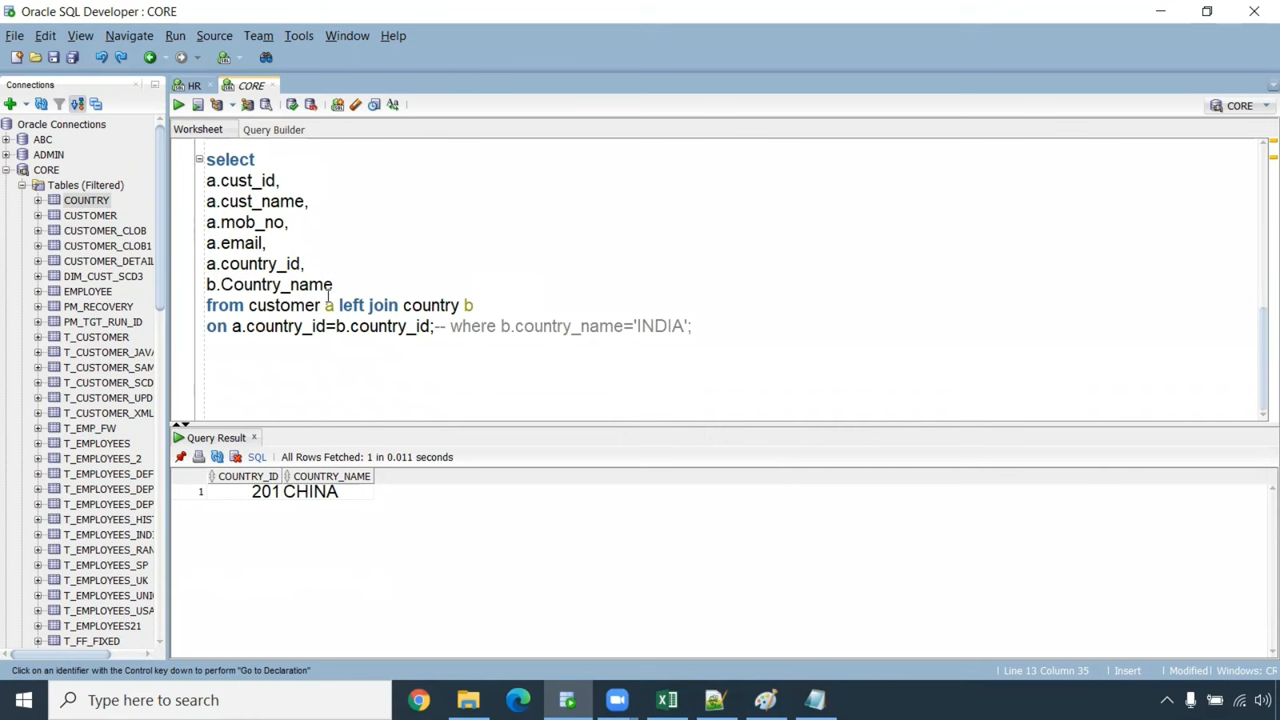 Oracle SQL Developer : CORE
File Edit View Navigate Run Source Team Tools Window Help
Connections
HR CORE
CORE
Worksheet Query Builder
Oracle Connections
ABC
ADMIN
CORE
Tables (Filtered)
COUNTRY
CUSTOMER
CUSTOMER_CLOB
CUSTOMER_CLOB1
CUSTOMER_DETAIL
DIM_CUST_SCD3
EMPLOYEE
PM_RECOVERY
PM_TGT_RUN_ID
T_CUSTOMER
T_CUSTOMER_JAVA
T_CUSTOMER_SAM
T_CUSTOMER_SCD
T_CUSTOMER_UPD
T_CUSTOMER_XML
T_EMP_FW
T_EMPLOYEES
T_EMPLOYEES_2
T_EMPLOYEES_DEF
T_EMPLOYEES_DEP
T_EMPLOYEES_DEP
T_EMPLOYEES_HIST
T_EMPLOYEES_INDI
T_EMPLOYEES_RAN
T_EMPLOYEES_SP
T_EMPLOYEES_UK
T_EMPLOYEES_UNI
T_EMPLOYEES_USA
T_EMPLOYEES21
T_FF_FIXED
select
a.cust_id,
a.cust_name,
a.mob_no,
a.email,
a.country_id,
b.Country_name
from customer a left join country b
on a.country_id=b.country_id;-- where b.country_name='INDIA';
Query Result
SQL All Rows Fetched: 1 in 0.011 seconds
COUNTRY_ID COUNTRY_NAME
1 201 CHINA
Click on an identifier with the Control key down to perform "Go to Declaration"
Line 13 Column 35 Insert Modified Windows: CR
Type here to search